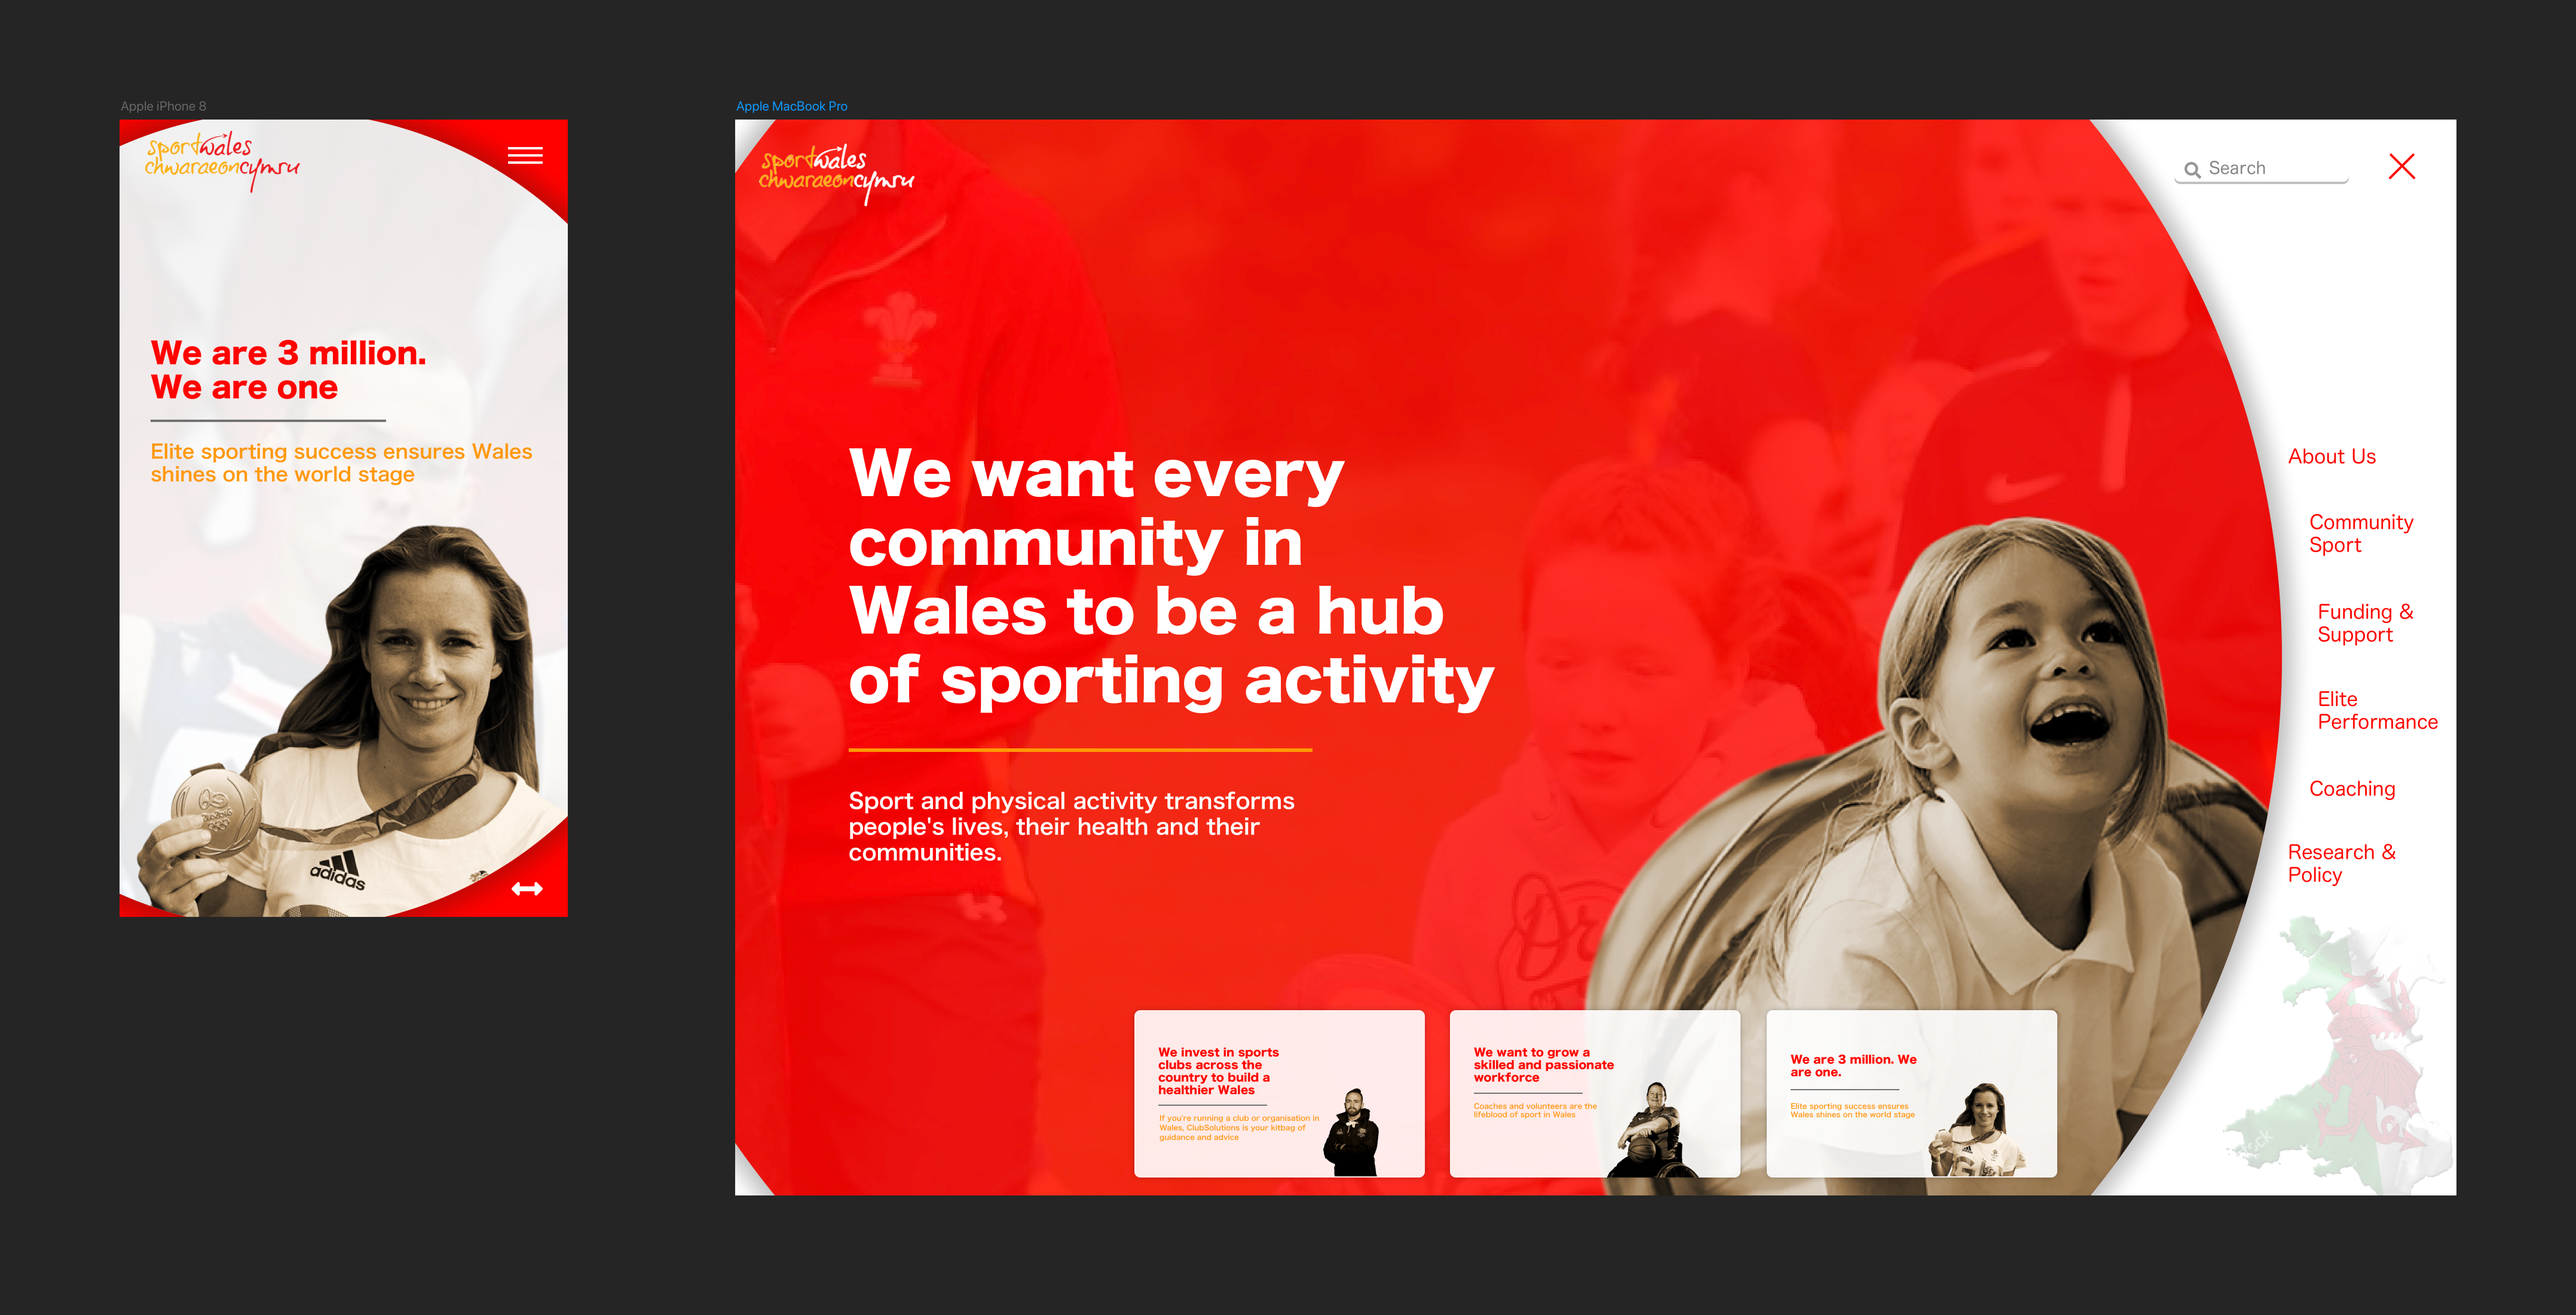 Apple iPhone 8
sportwales
chwaraeoncymru
We are 3 million.
We are one
Elite sporting success ensures Wales
shines on the world stage
adidas
Apple MacBook Pro
sportwales
chwaraeoncymru
Search
We want every
community in
Wales to be a hub
of sporting activity
Sport and physical activity transforms
people's lives, their health and their
communities.
About Us
Community
Sport
Funding &
Support
Elite
Performance
Coaching
Research &
Policy
We invest in sports
clubs across the
country to build a
healthier Wales
If you're running a club or organisation in
Wales, ClubSolutions is your kitbag of
guidance and advice
We want to grow a
skilled and passionate
workforce
Coaches and volunteers are the
lifeblood of sport in Wales
We are 3 million. We
are one.
Elite sporting success ensures
Wales shines on the world stage